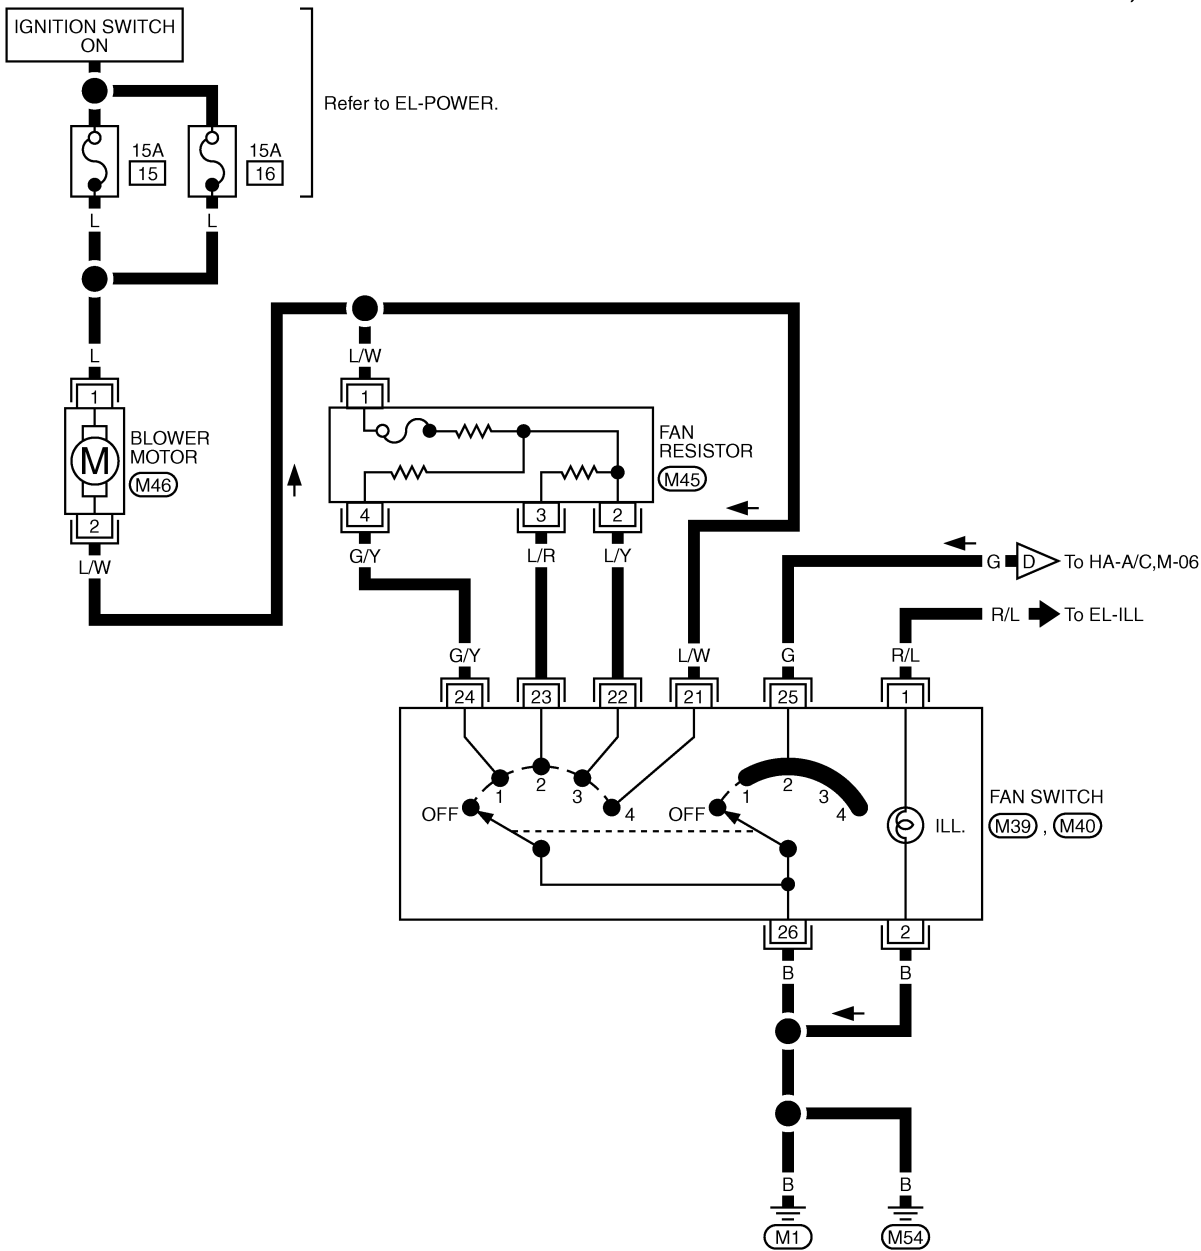 IGNITION SWITCH
ON
Refer to EL-POWER.
15A
15
15A
16
L
L
L
L/W
1
1
BLOWER
MOTOR
M
M46
FAN
RESISTOR
M45
2
4
3
2
L/W
G/Y
L/R
L/Y
G
D
To HA-A/C,M-06
R/L
To EL-ILL
G/Y
L/W
G
R/L
24
23
22
21
25
1
OFF
1
2
3
4
OFF
1
2
3
4
ILL.
FAN SWITCH
M39 , M40
26
2
B
B
B
B
M1
M54